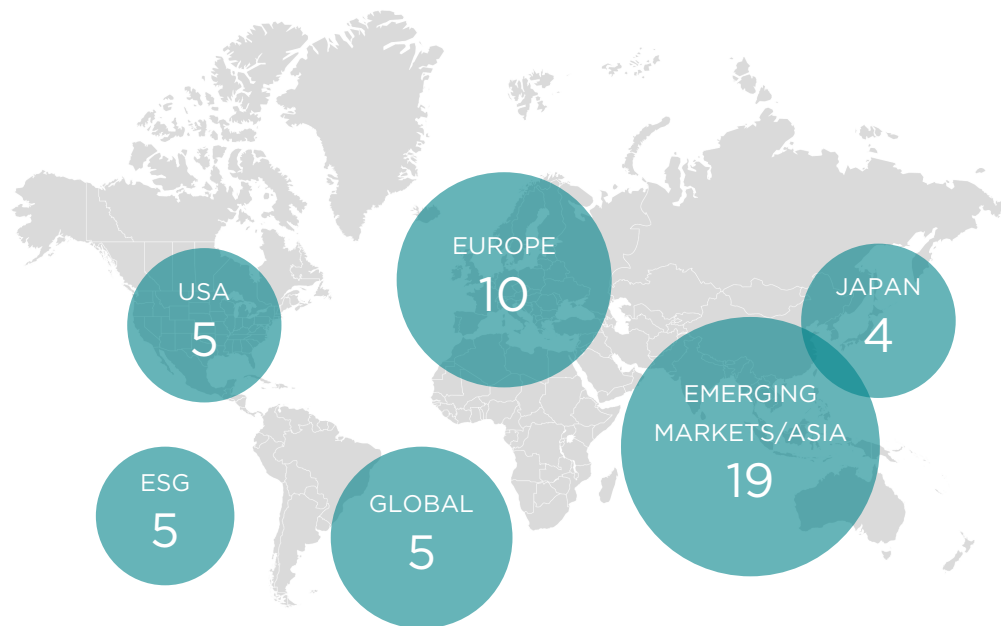 USA
5
EUROPE
10
JAPAN
4
EMERGING
MARKETS/ASIA
19
ESG
5
GLOBAL
5